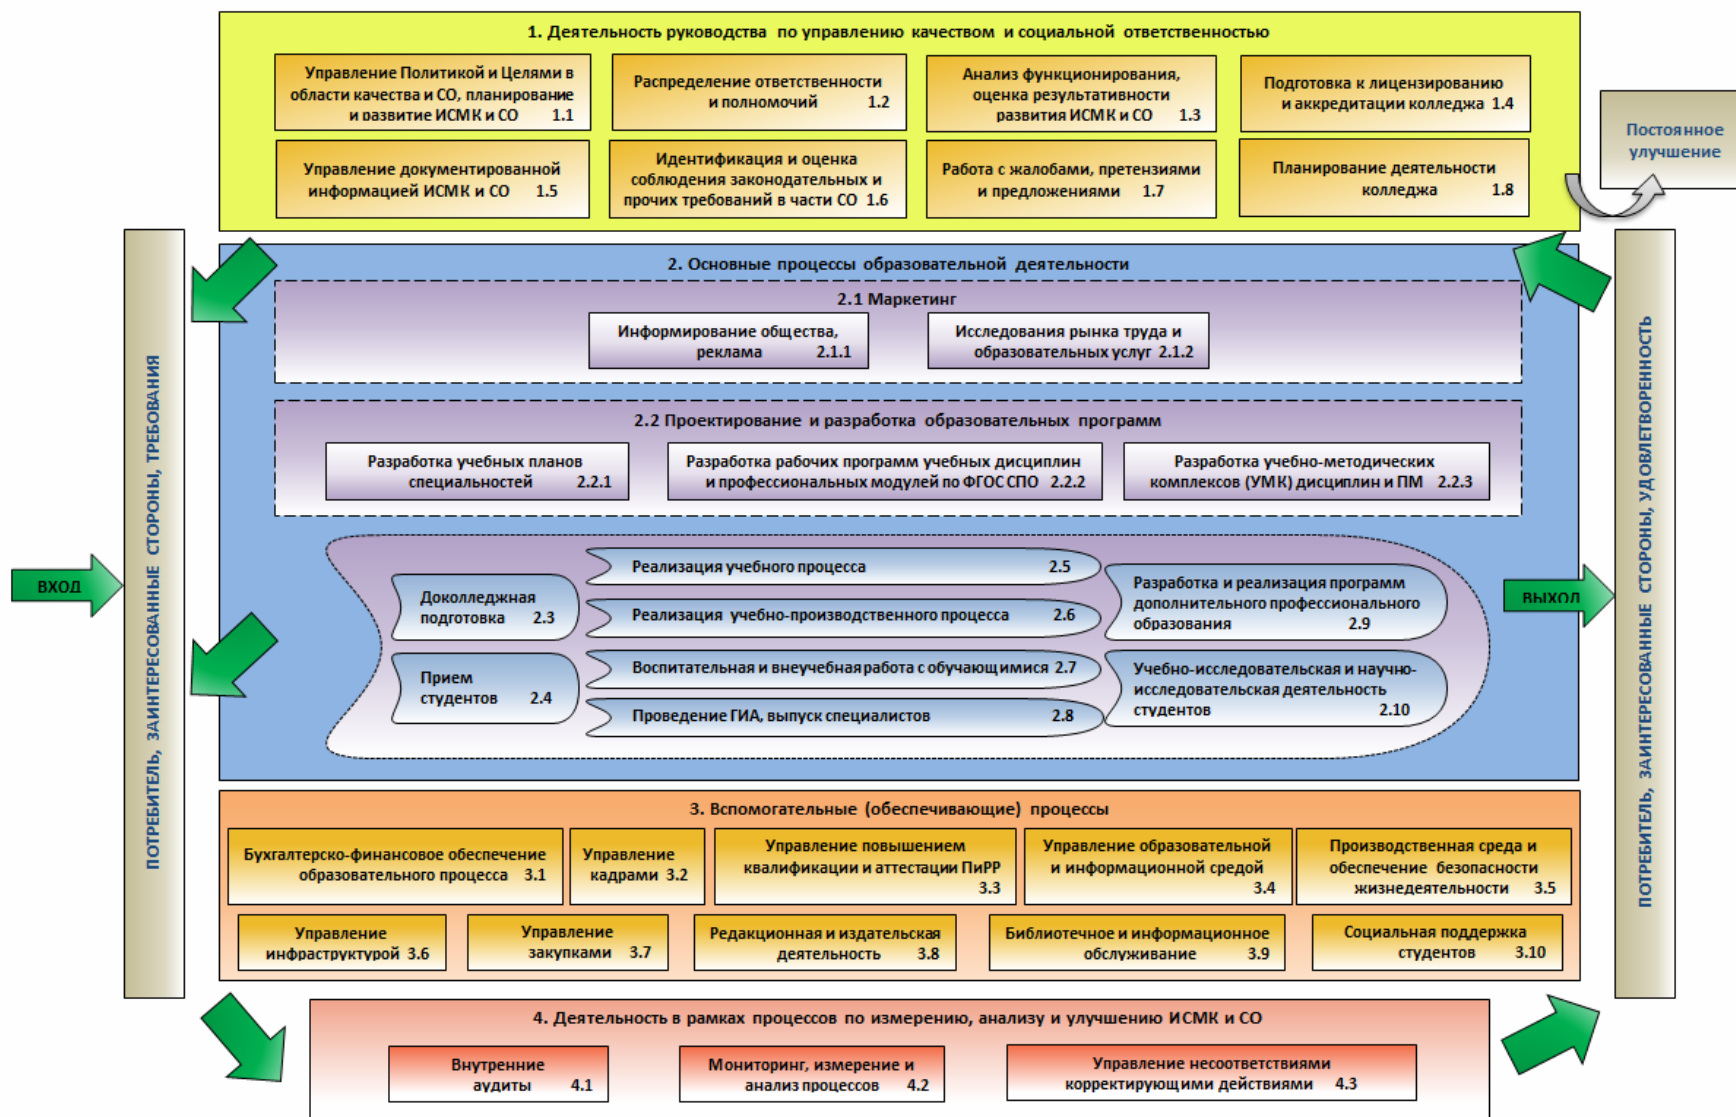 1. Деятельность руководства по управлению качеством и социальной ответственностью
Управление Политикой и Целями в
области качества и СО, планирование
и развитие ИСМК и СО 1.1
Распределение ответственности
и полномочий 1.2
Анализ функционирования,
оценка результативности
развития ИСМК и СО 1.3
Подготовка к лицензированию
и аккредитации колледжа 1.4
Управление документированной
информацией ИСМК и СО 1.5
Идентификация и оценка
соблюдения законодательных и
прочих требований в части СО 1.6
Работа с жалобами, претензиями
и предложениями 1.7
Планирование деятельности
колледжа 1.8
Постоянное
улучшение
ВХОД
ПОТРЕБИТЕЛЬ, ЗАИНТЕРЕСОВАННЫЕ СТОРОНЫ, ТРЕБОВАНИЯ
2. Основные процессы образовательной деятельности
2.1 Маркетинг
Информирование общества,
реклама 2.1.1
Исследования рынка труда и
образовательных услуг 2.1.2
2.2 Проектирование и разработка образовательных программ
Разработка учебных планов
специальностей 2.2.1
Разработка рабочих программ учебных дисциплин
и профессиональных модулей по ФГОС СПО 2.2.2
Разработка учебно-методических
комплексов (УМК) дисциплин и ПМ 2.2.3
Доколледжная
подготовка 2.3
Прием
студентов 2.4
Реализация учебного процесса 2.5
Реализация учебно-производственного процесса 2.6
Воспитательная и внеучебная работа с обучающимися 2.7
Проведение ГИА, выпуск специалистов 2.8
Разработка и реализация программ
дополнительного профессионального
образования 2.9
Учебно-исследовательская и научно-
исследовательская деятельность
студентов 2.10
ВЫХОД
ПОТРЕБИТЕЛЬ, ЗАИНТЕРЕСОВАННЫЕ СТОРОНЫ, УДОВЛЕТВОРЕННОСТЬ
3. Вспомогательные (обеспечивающие) процессы
Бухгалтерско-финансовое обеспечение
образовательного процесса 3.1
Управление
кадрами 3.2
Управление повышением
квалификации и аттестации ПиРР
3.3
Управление образовательной
и информационной средой
3.4
Производственная среда и
обеспечение безопасности
жизнедеятельности 3.5
Управление
инфраструктурой 3.6
Управление
закупками 3.7
Редакционная и издательская
деятельность 3.8
Библиотечное и информационное
обслуживание 3.9
Социальная поддержка
студентов 3.10
4. Деятельность в рамках процессов по измерению, анализу и улучшению ИСМК и СО
Внутренние
аудиты 4.1
Мониторинг, измерение и
анализ процессов 4.2
Управление несоответствиями
корректирующими действиями 4.3